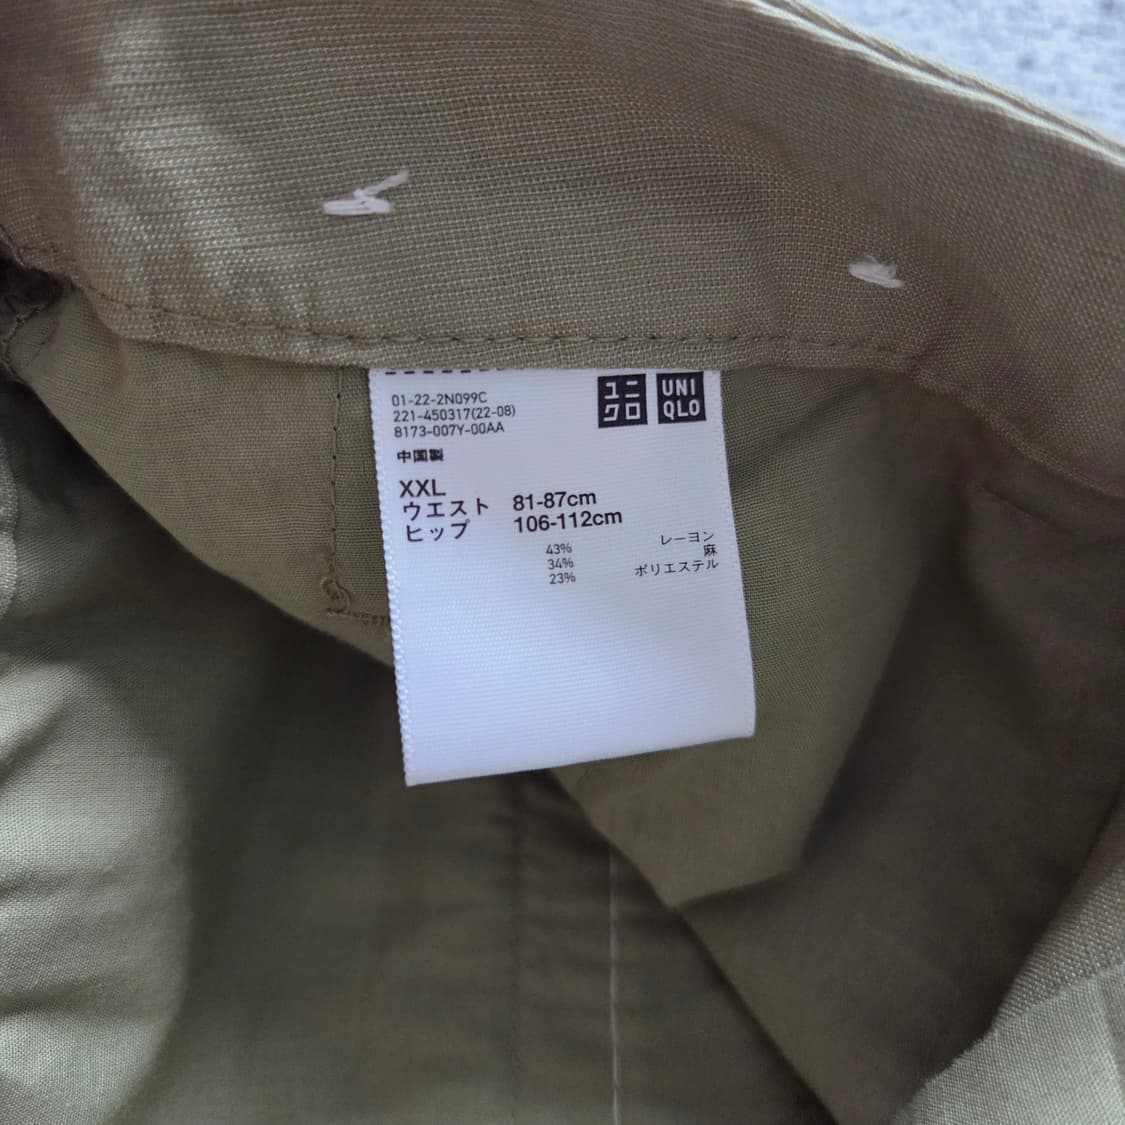 01-22-2N099C
221-450317(22-08)
8173-007Y-00AA
ユニ
クロ
UNI
QLO
中国製
XXL
ウエスト 81-87cm
ヒップ 106-112cm
43% レーヨン
34% 麻
23% ポリエステル